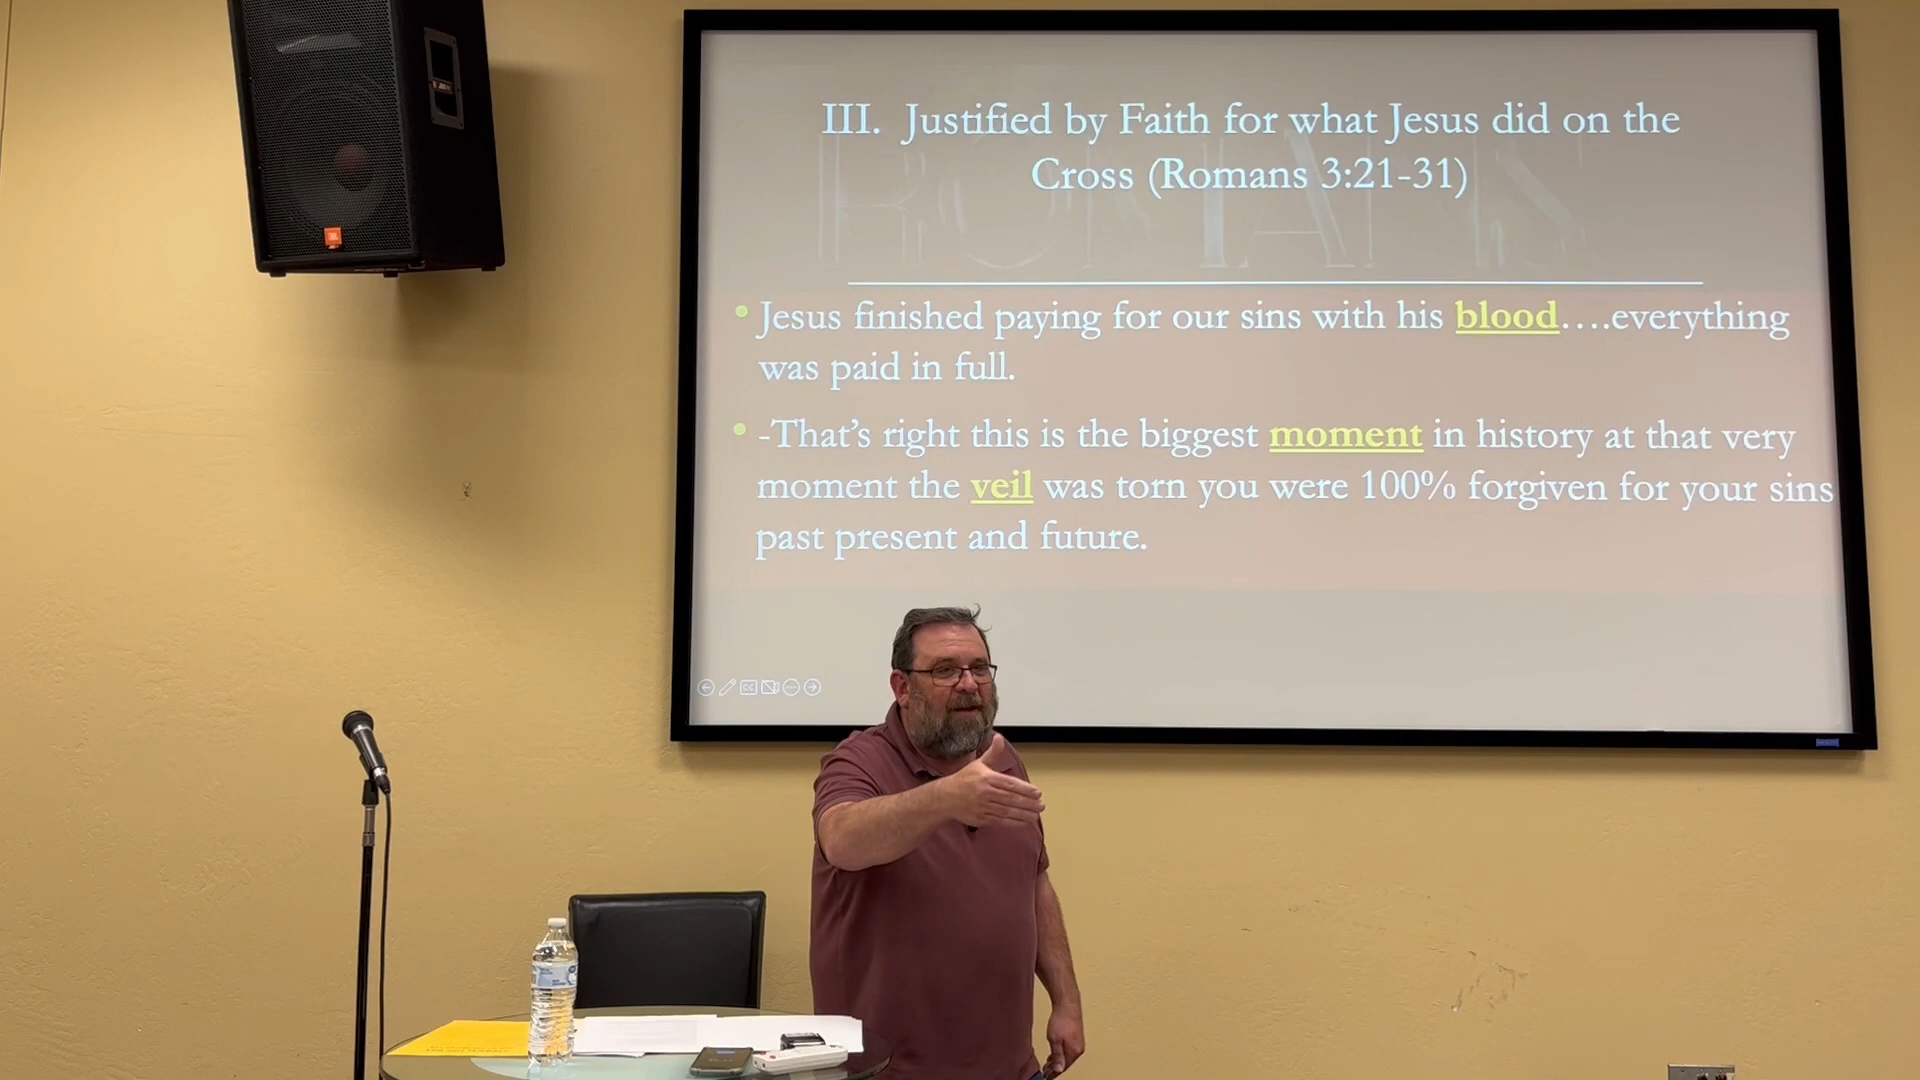 III. Justified by Faith for what Jesus did on the
Cross (Romans 3:21-31)
ROMANS
Jesus finished paying for our sins with his blood….everything
was paid in full.
-That’s right this is the biggest moment in history at that very
moment the veil was torn you were 100% forgiven for your sins
past present and future.
CC
JBL